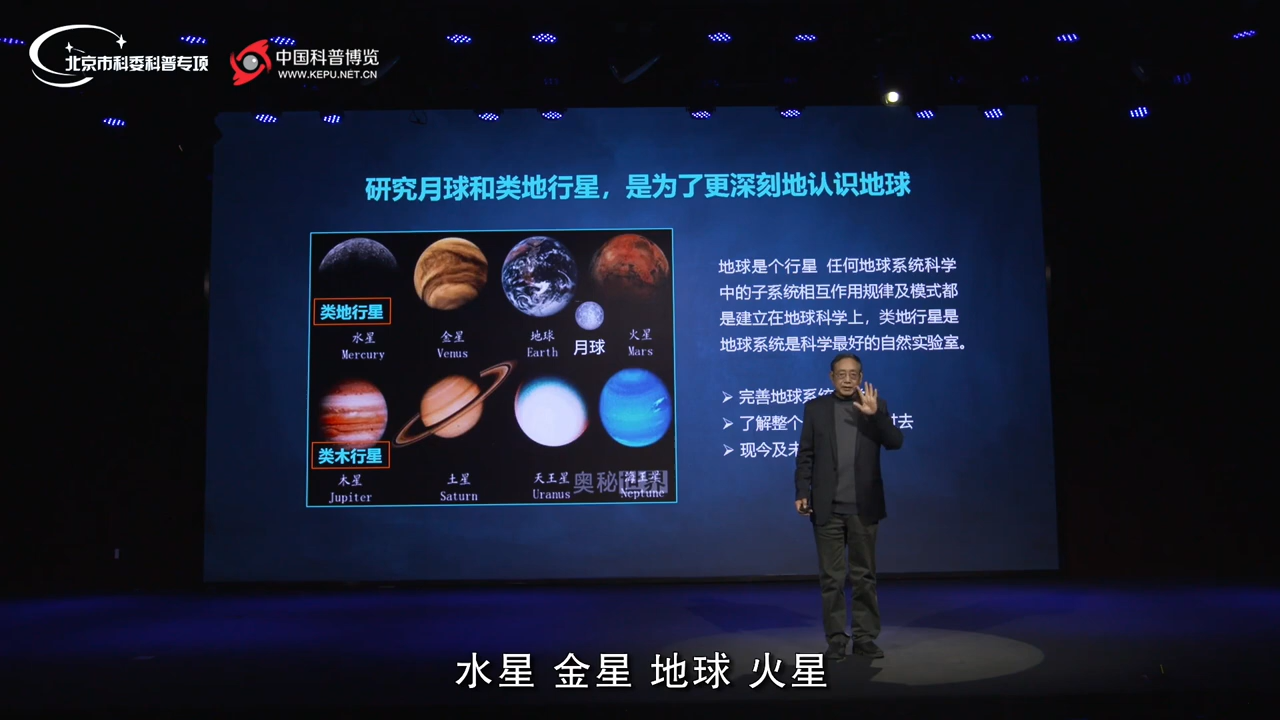 北京市科委科普专项
中国科普博览
WWW.KEPU.NET.CN
研究月球和类地行星，是为了更深刻地认识地球
类地行星
水星
Mercury
金星
Venus
地球
Earth
月球
火星
Mars
类木行星
木星
Jupiter
土星
Saturn
天王星
Uranus
海王星
Neptune
奥秘世界
地球是个行星 任何地球系统科学
中的子系统相互作用规律及模式都
是建立在地球科学上，类地行星是
地球系统是科学最好的自然实验室。
➢ 完善地球系
➢ 了解整个 过去
➢ 现今及未
水星 金星 地球 火星